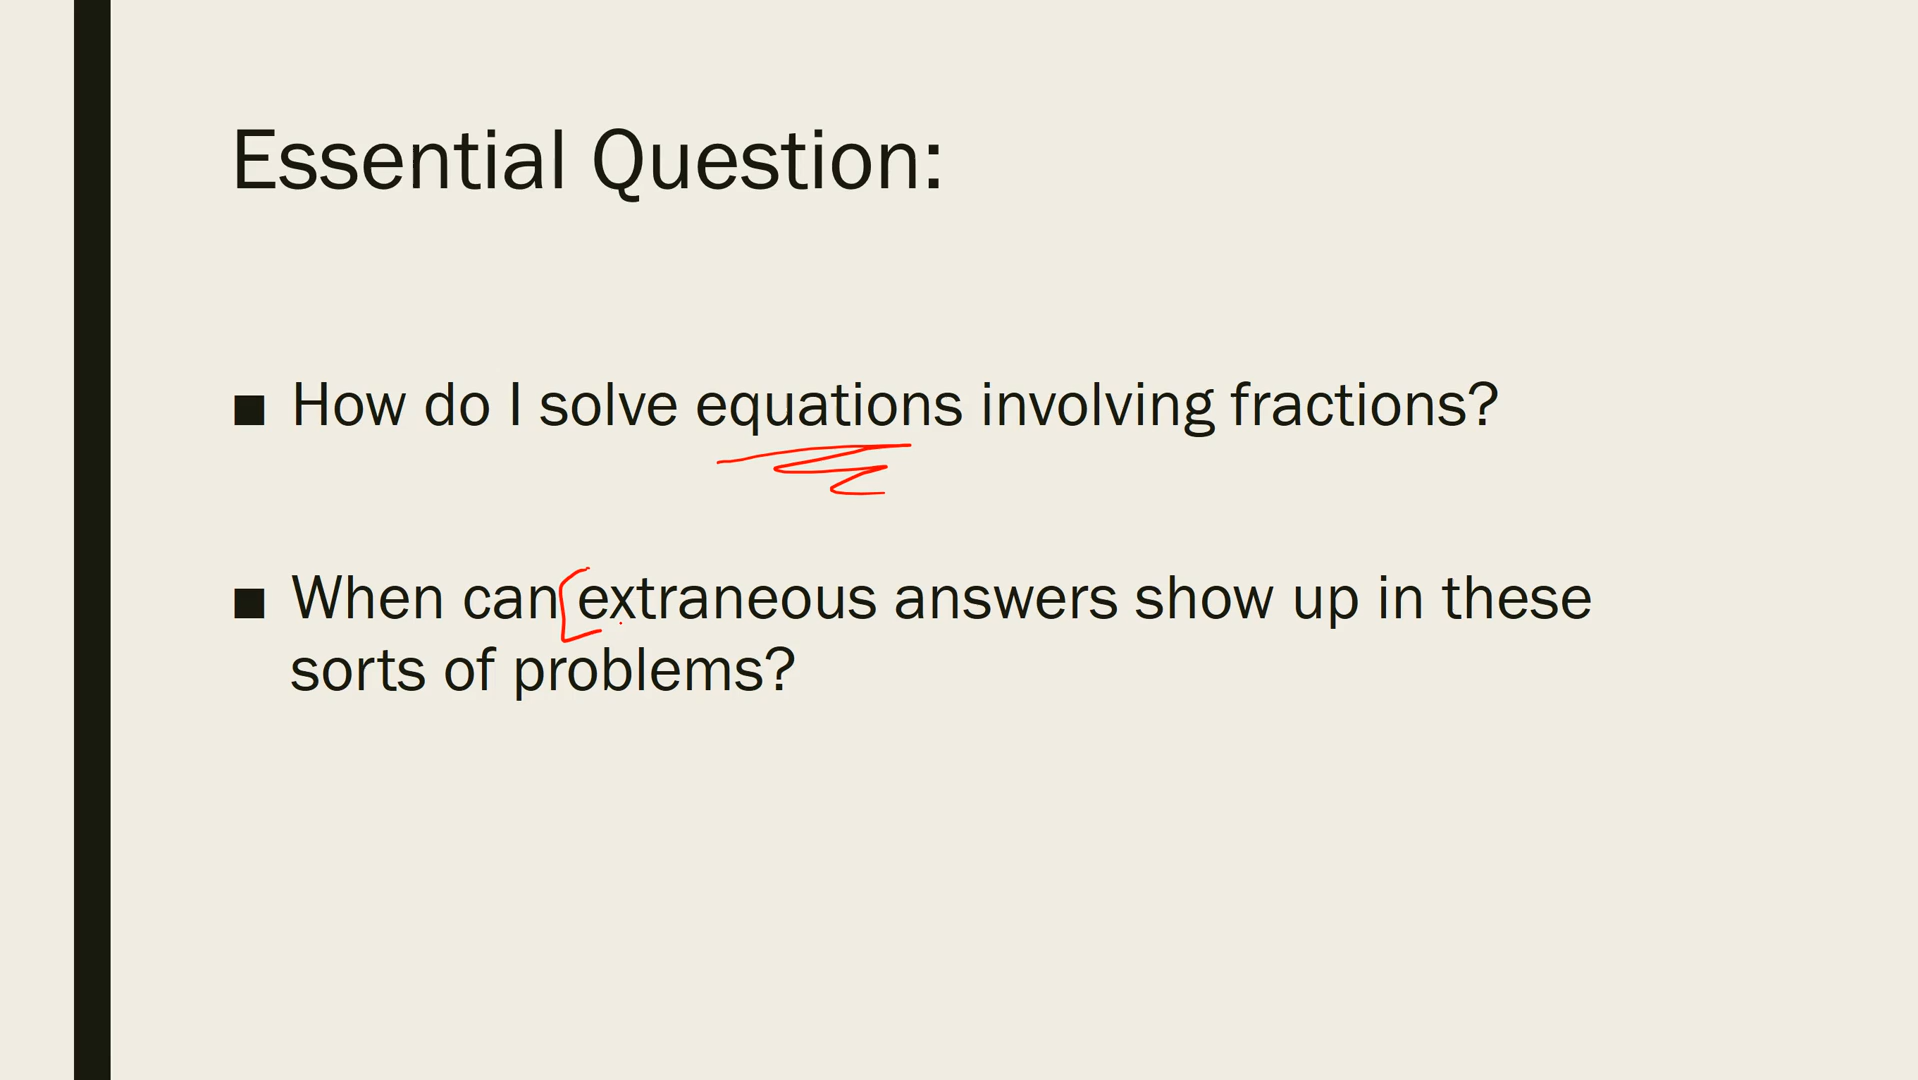 Essential Question:
■ How do I solve equations involving fractions?
■ When can extraneous answers show up in these
sorts of problems?